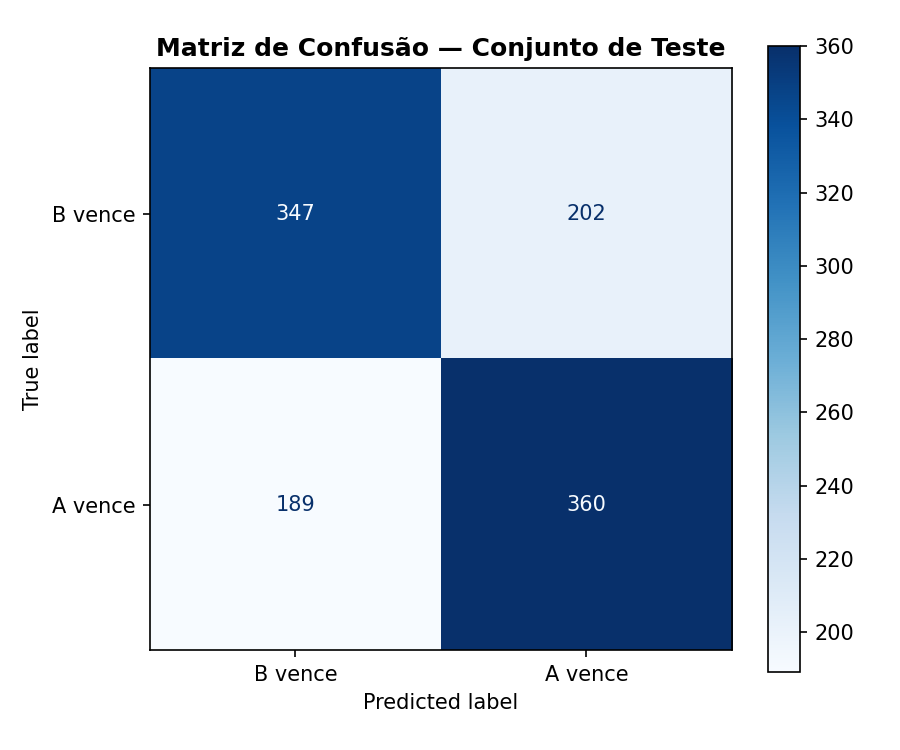 Matriz de Confusão — Conjunto de Teste
True label
B vence
A vence
347
202
189
360
B vence
A vence
Predicted label
360
340
320
300
280
260
240
220
200